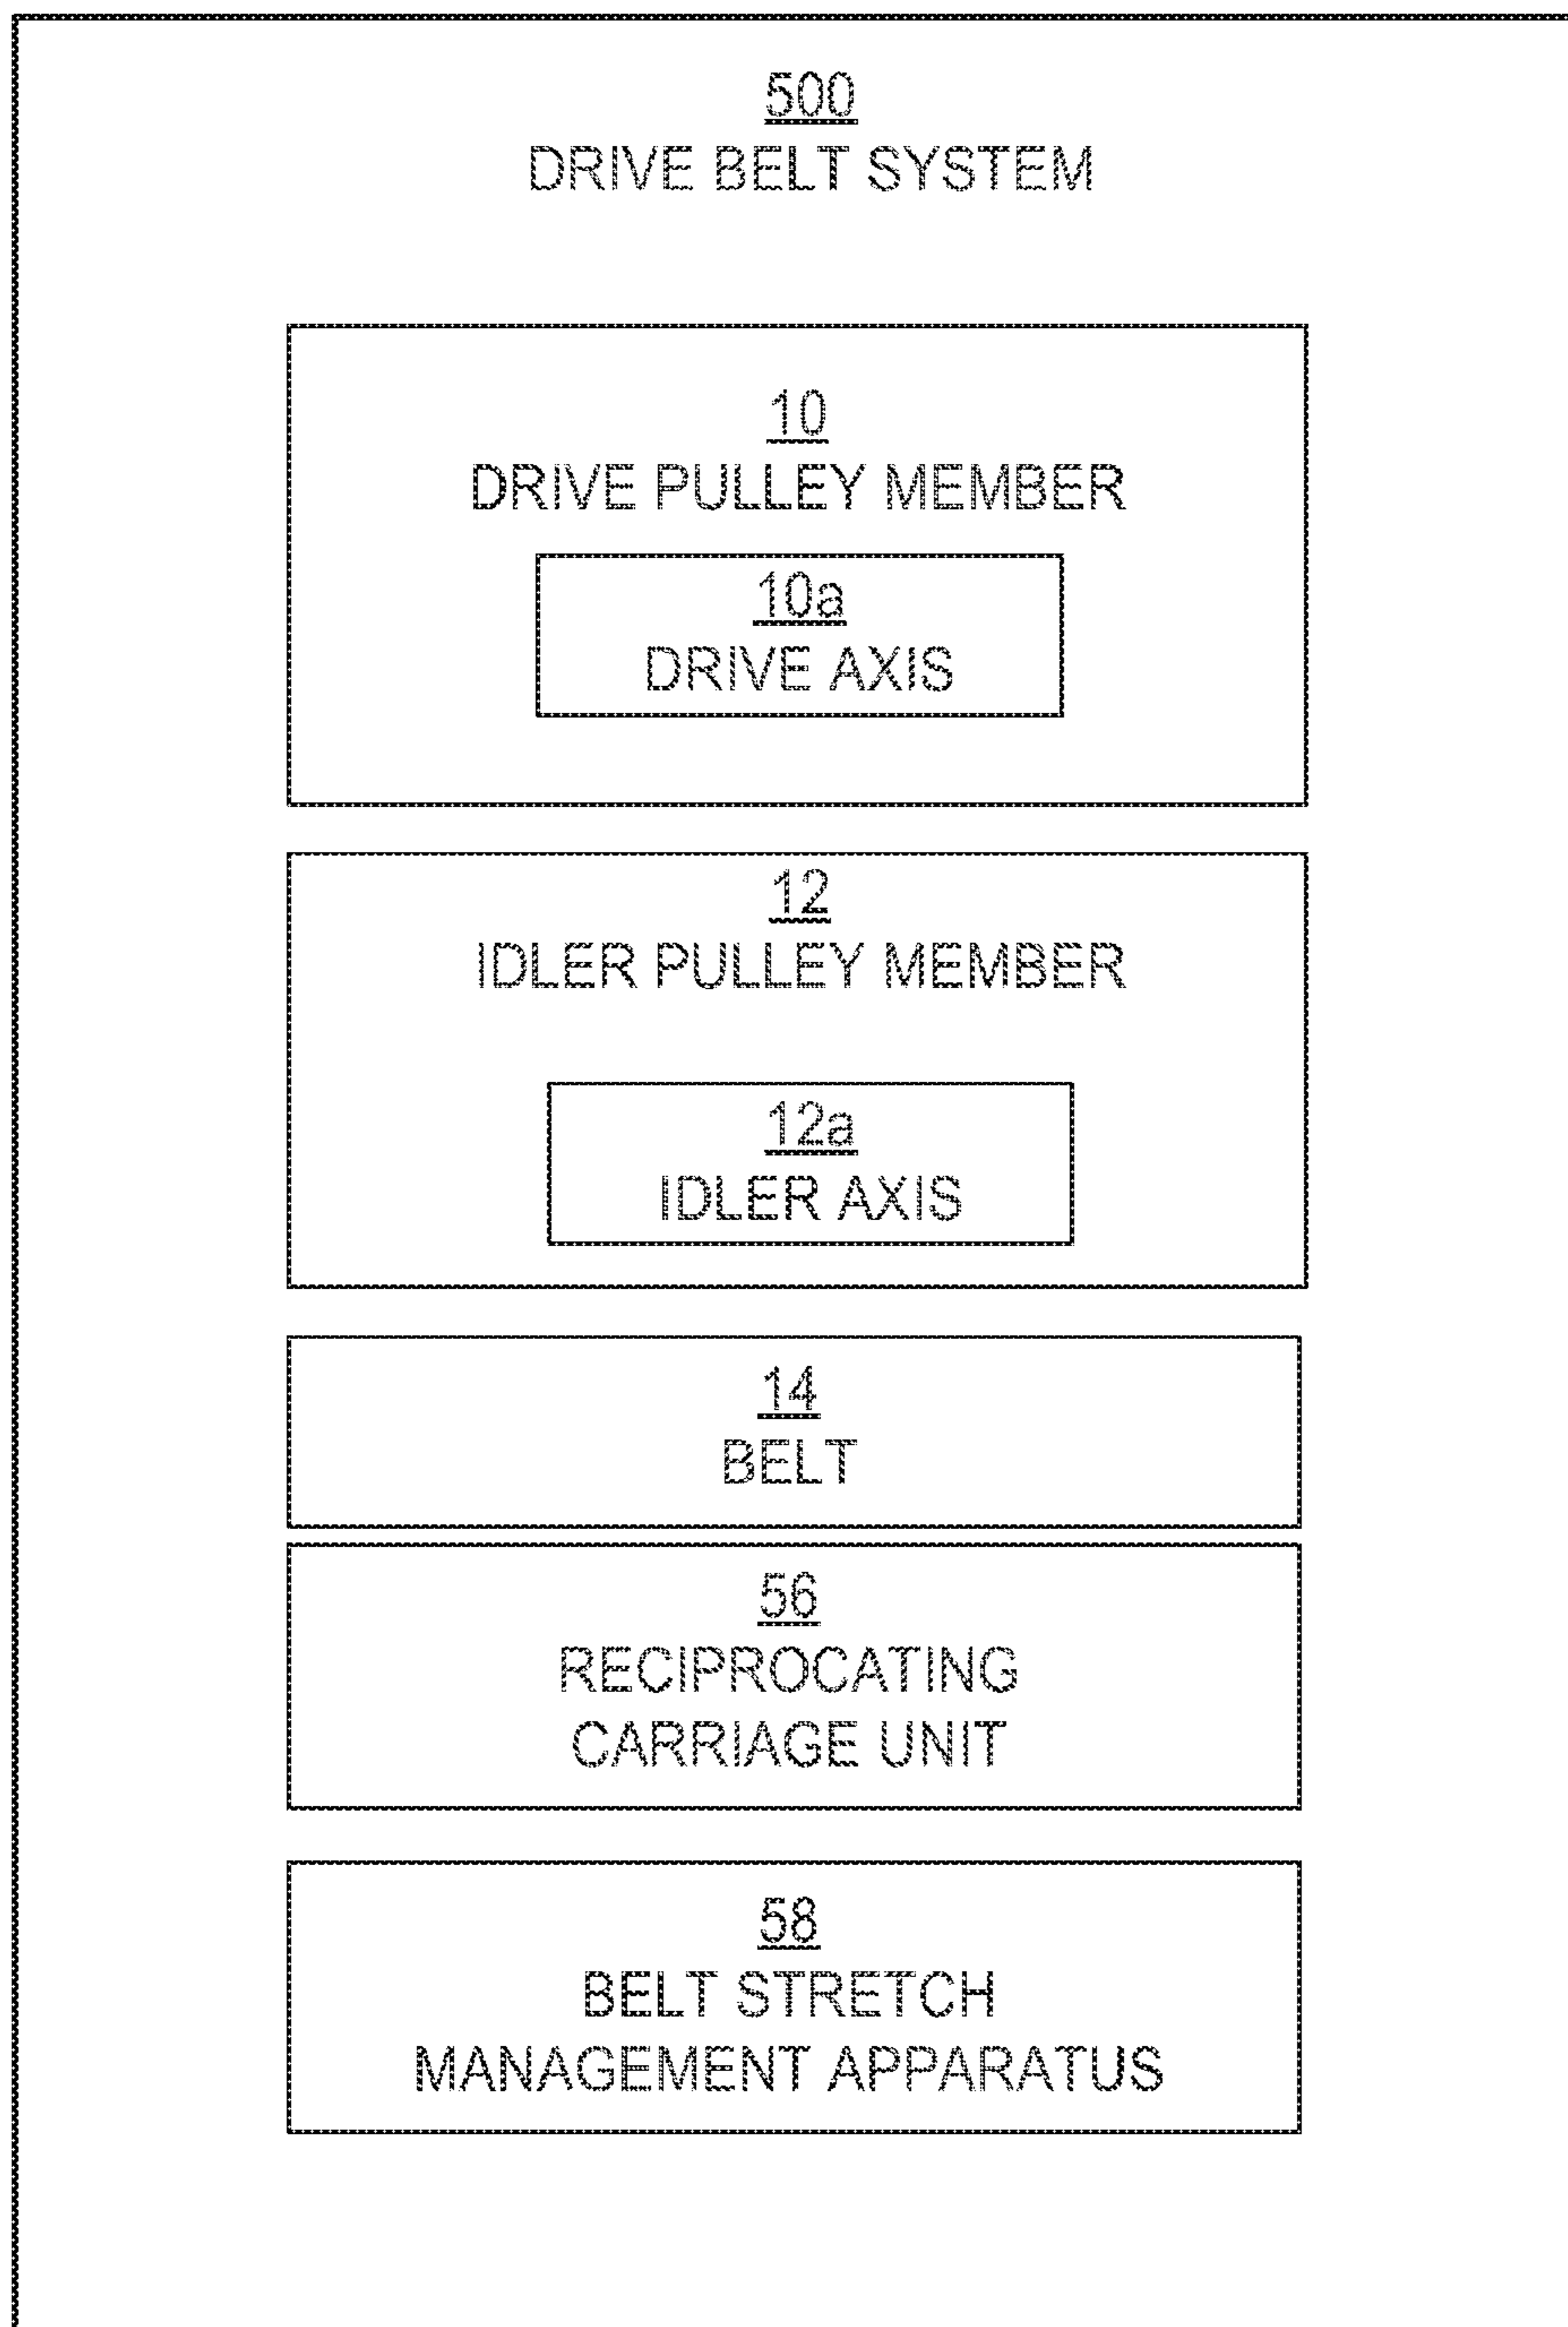 500
DRIVE BELT SYSTEM
10
DRIVE PULLEY MEMBER
10a
DRIVE AXIS
12
IDLER PULLEY MEMBER
12a
IDLER AXIS
14
BELT
56
RECIPROCATING
CARRIAGE UNIT
58
BELT STRETCH
MANAGEMENT APPARATUS